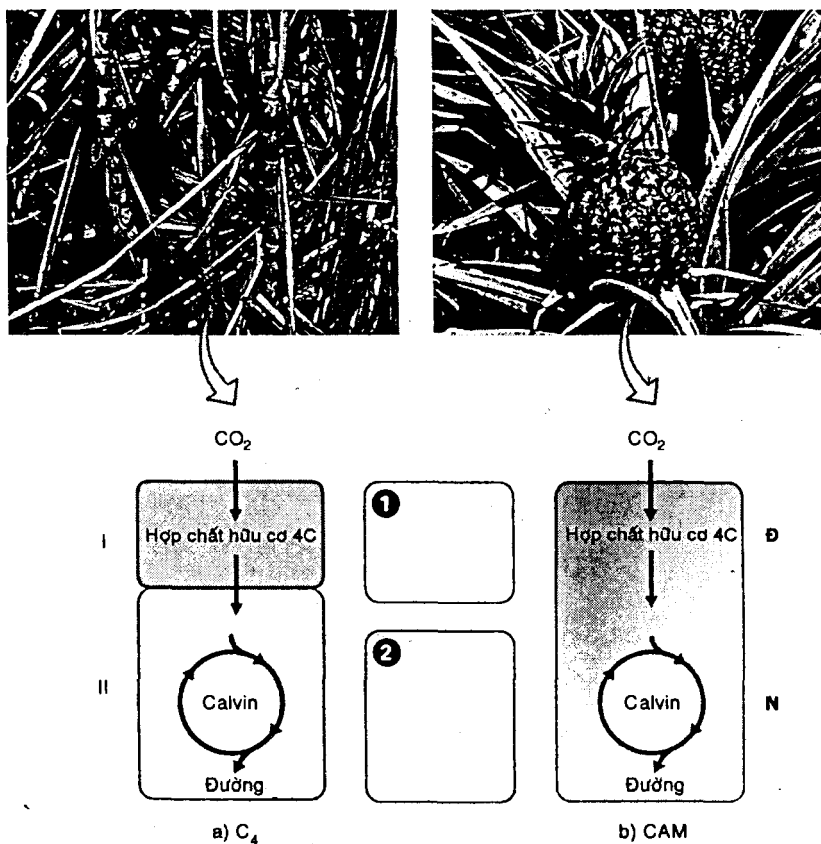 CO₂ CO₂
1
I Hợp chất hữu cơ 4C Hợp chất hữu cơ 4C Đ
2
II Calvin Calvin N
Đường Đường
a) C₄ b) CAM